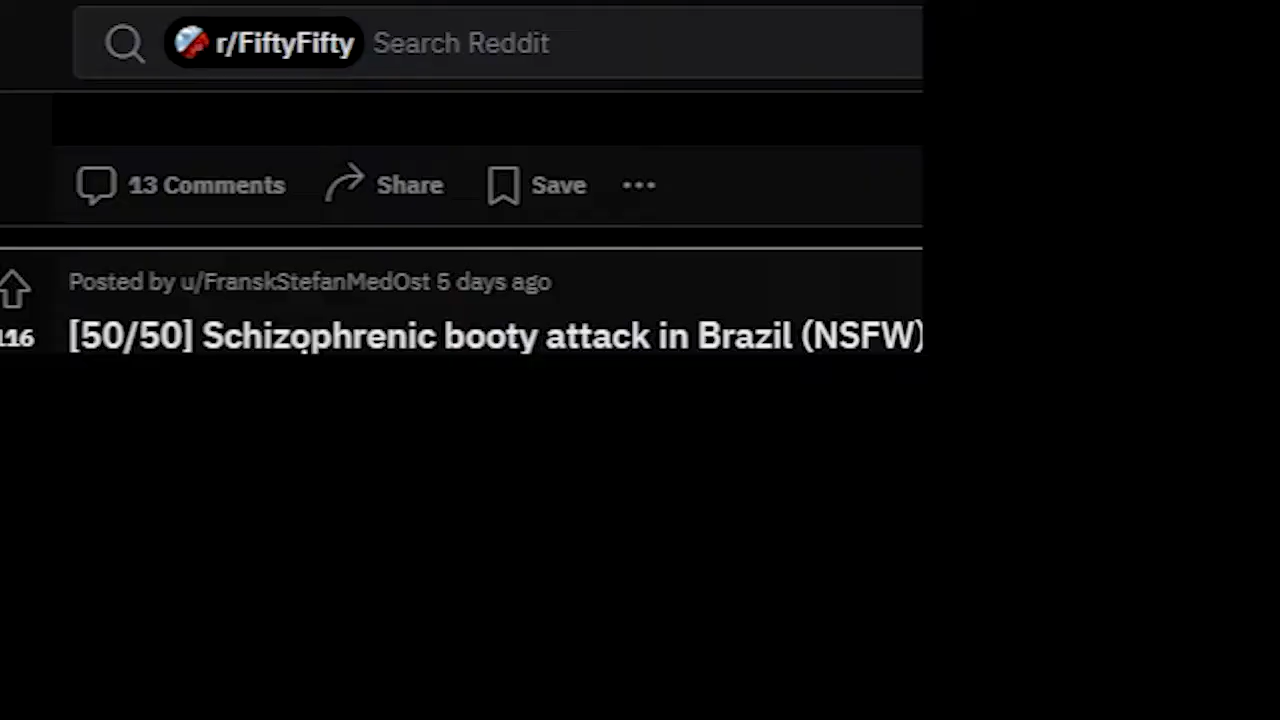 r/FiftyFifty Search Reddit
13 Comments Share Save
Posted by u/FranskStefanMedOst 5 days ago
116
[50/50] Schizophrenic booty attack in Brazil (NSFW)